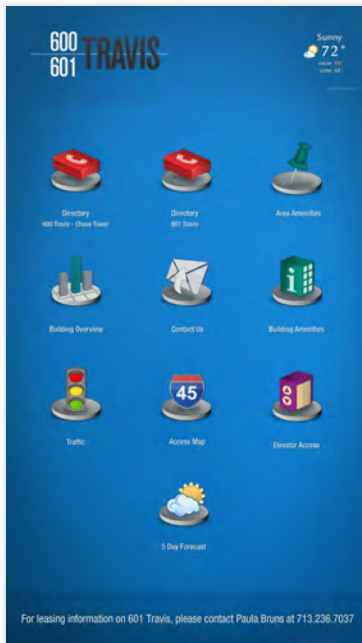 600
601 TRAVIS
Sunny
72°
Directory
600 Travis - Chase Tower
Directory
601 Travis
Area Amenities
Building Overview
Contact Us
i
Building Amenities
45
Traffic
Access Map
Elevator Access
5 Day Forecast
For leasing information on 601 Travis, please contact Paula Bruns at 713.236.7037